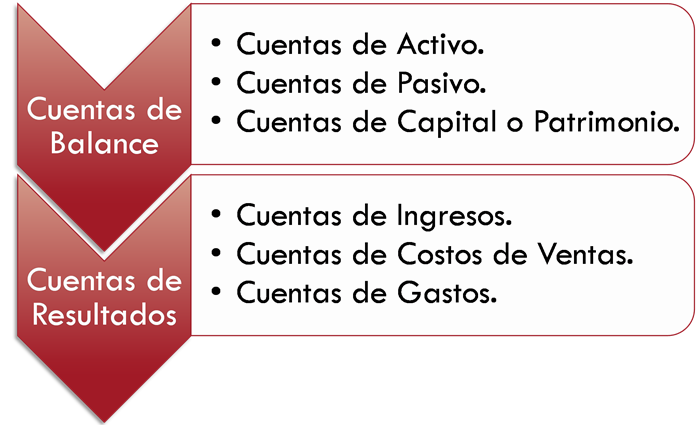 Cuentas de
Balance
• Cuentas de Activo.
• Cuentas de Pasivo.
• Cuentas de Capital o Patrimonio.
Cuentas de
Resultados
• Cuentas de Ingresos.
• Cuentas de Costos de Ventas.
• Cuentas de Gastos.